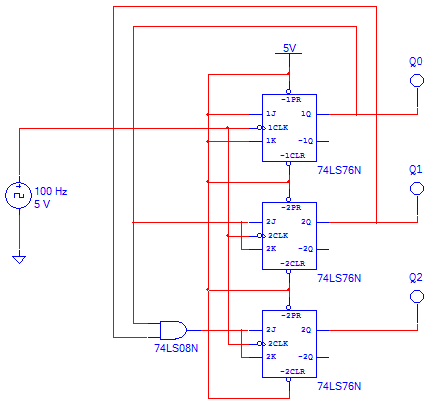 5V
Q0
-1PR
1J 1Q
1CLK
1K -1Q
-1CLR
74LS76N
100 Hz
5 V
Q1
-2PR
2J 2Q
2CLK
2K -2Q
-2CLR
74LS76N
Q2
-2PR
2J 2Q
2CLK
2K -2Q
-2CLR
74LS08N
74LS76N